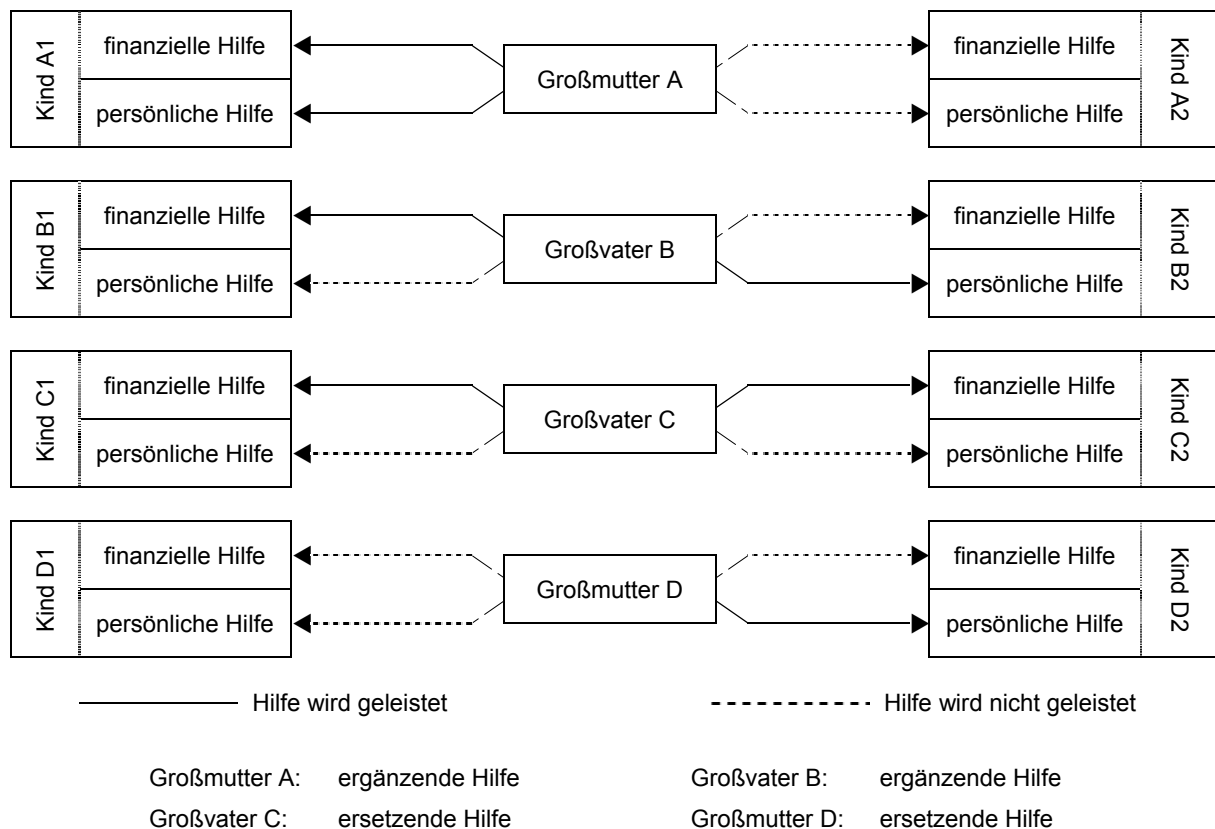 Kind A1
finanzielle Hilfe
persönliche Hilfe
Großmutter A
finanzielle Hilfe
persönliche Hilfe
Kind A2
Kind B1
finanzielle Hilfe
persönliche Hilfe
Großvater B
finanzielle Hilfe
persönliche Hilfe
Kind B2
Kind C1
finanzielle Hilfe
persönliche Hilfe
Großvater C
finanzielle Hilfe
persönliche Hilfe
Kind C2
Kind D1
finanzielle Hilfe
persönliche Hilfe
Großmutter D
finanzielle Hilfe
persönliche Hilfe
Kind D2
Hilfe wird geleistet
Hilfe wird nicht geleistet
Großmutter A: ergänzende Hilfe
Großvater B: ergänzende Hilfe
Großvater C: ersetzende Hilfe
Großmutter D: ersetzende Hilfe